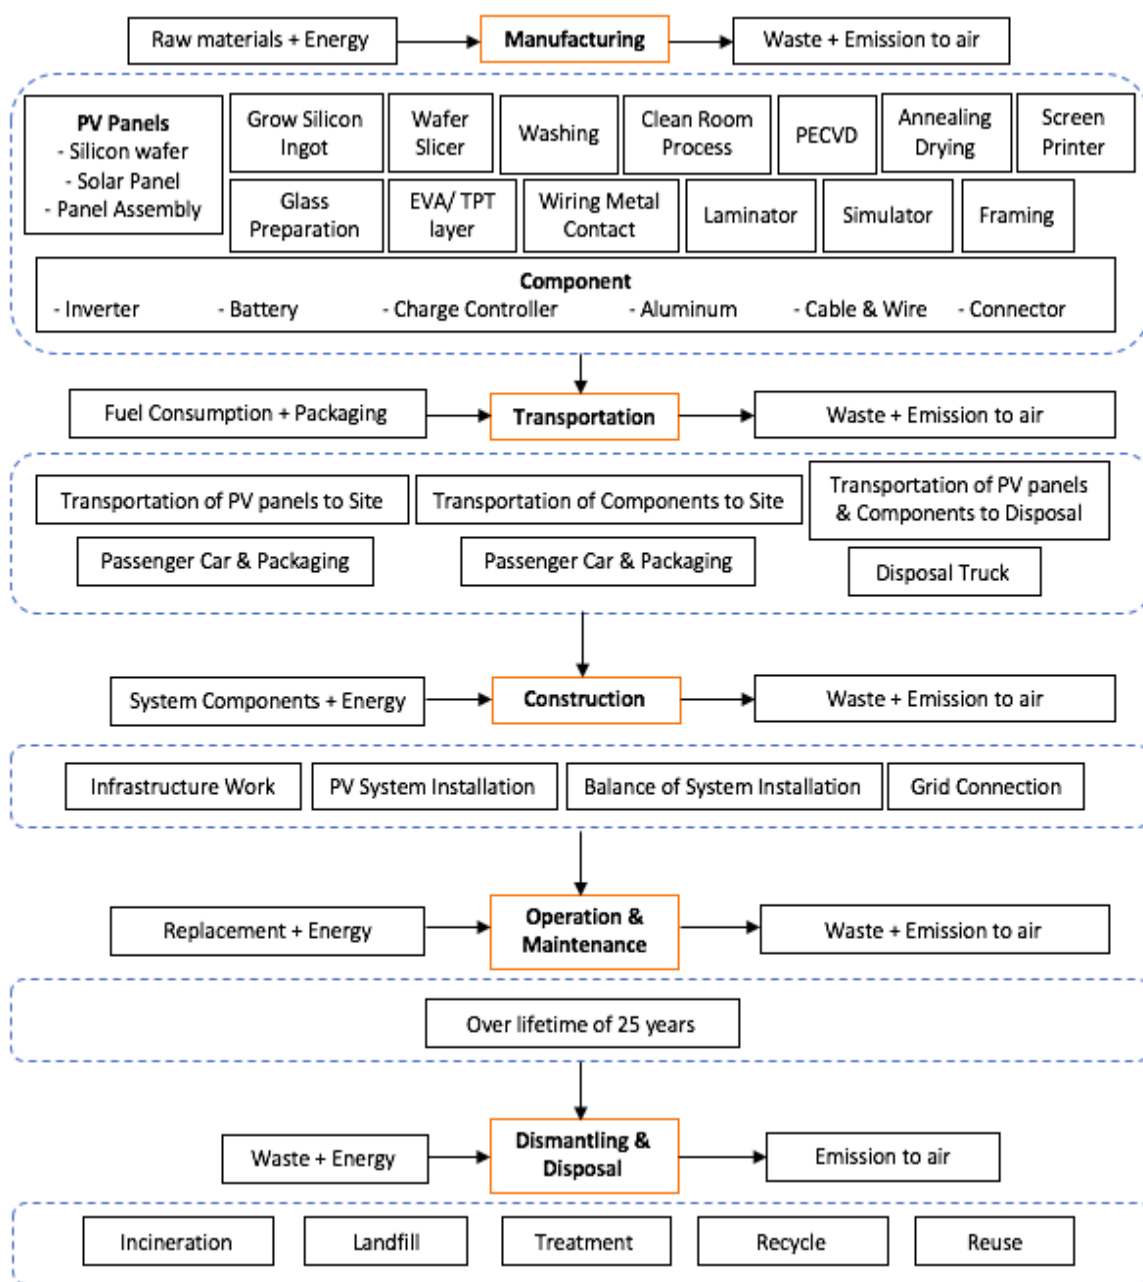 Raw materials + Energy
Manufacturing
Waste + Emission to air
PV Panels
- Silicon wafer
- Solar Panel
- Panel Assembly
Grow Silicon
Ingot
Wafer
Slicer
Washing
Clean Room
Process
PECVD
Annealing
Drying
Screen
Printer
Glass
Preparation
EVA/ TPT
layer
Wiring Metal
Contact
Laminator
Simulator
Framing
Component
- Inverter
- Battery
- Charge Controller
- Aluminum
- Cable & Wire
- Connector
Fuel Consumption + Packaging
Transportation
Waste + Emission to air
Transportation of PV panels to Site
Transportation of Components to Site
Transportation of PV panels
& Components to Disposal
Passenger Car & Packaging
Passenger Car & Packaging
Disposal Truck
System Components + Energy
Construction
Waste + Emission to air
Infrastructure Work
PV System Installation
Balance of System Installation
Grid Connection
Replacement + Energy
Operation &
Maintenance
Waste + Emission to air
Over lifetime of 25 years
Waste + Energy
Dismantling &
Disposal
Emission to air
Incineration
Landfill
Treatment
Recycle
Reuse